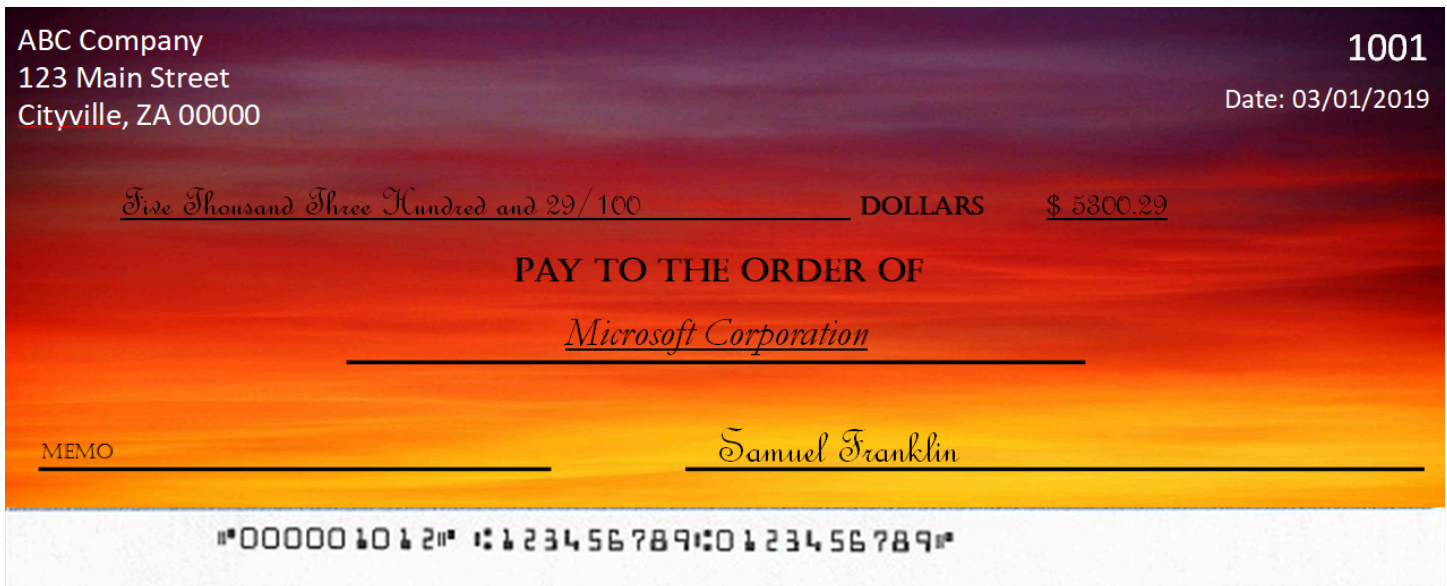 ABC Company
1001
123 Main Street
Date: 03/01/2019
Cityville, ZA 00000
Five Thousand Three Hundred and 29/100 DOLLARS $ 5300.29
PAY TO THE ORDER OF
Microsoft Corporation
MEMO
Samuel Franklin
⑈000001012⑈ ⑆123456789⑆0123456789⑈